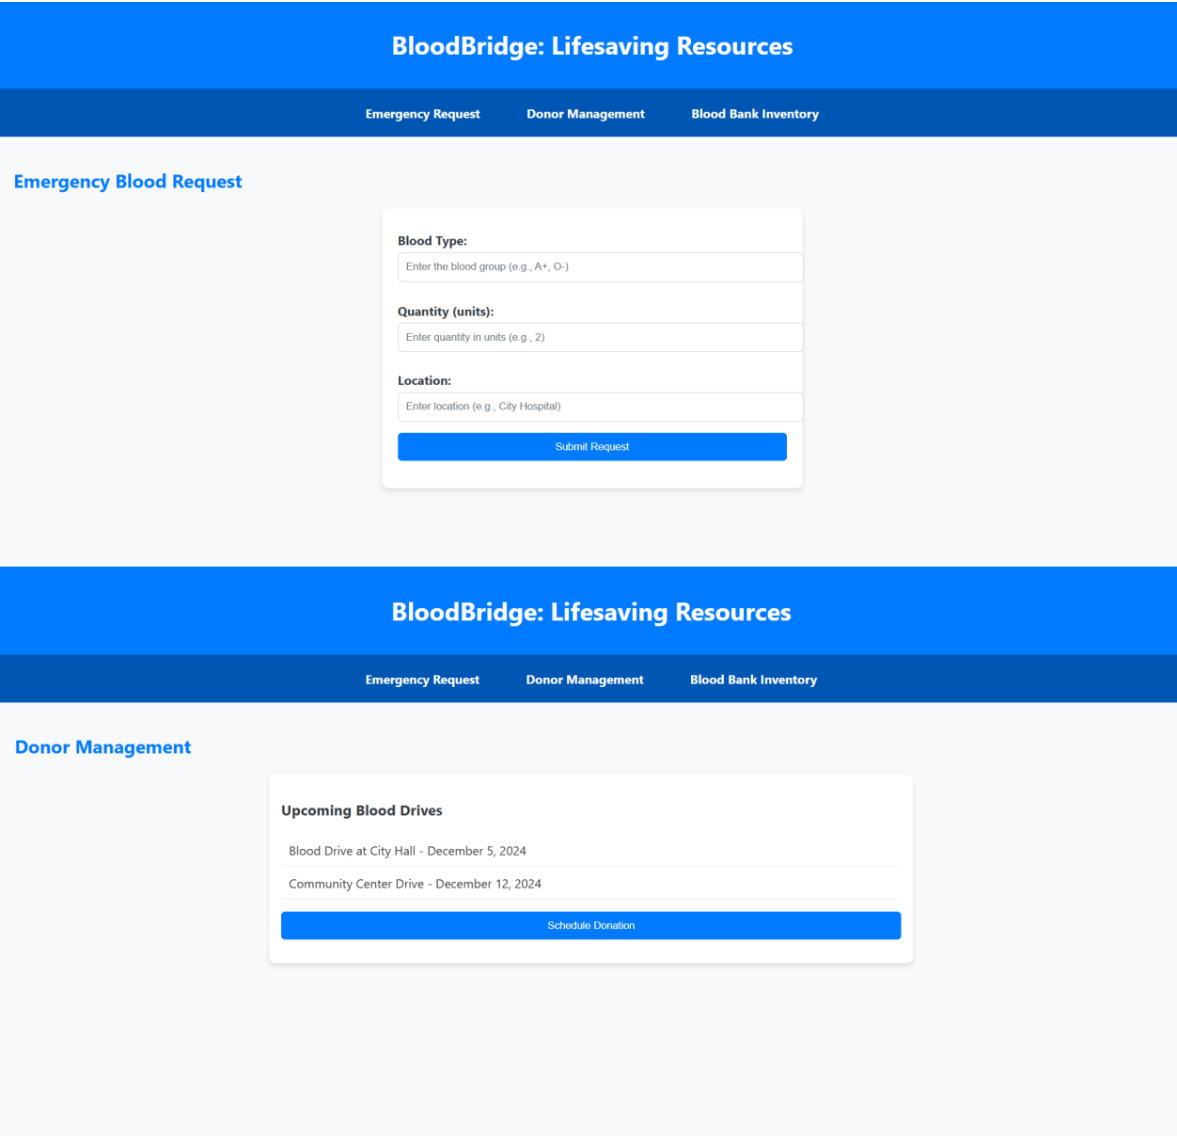 BloodBridge: Lifesaving Resources
Emergency Request Donor Management Blood Bank Inventory
Emergency Blood Request
Blood Type:
Enter the blood group (e.g., A+, O-)
Quantity (units):
Enter quantity in units (e.g., 2)
Location:
Enter location (e.g., City Hospital)
Submit Request
BloodBridge: Lifesaving Resources
Emergency Request Donor Management Blood Bank Inventory
Donor Management
Upcoming Blood Drives
Blood Drive at City Hall - December 5, 2024
Community Center Drive - December 12, 2024
Schedule Donation